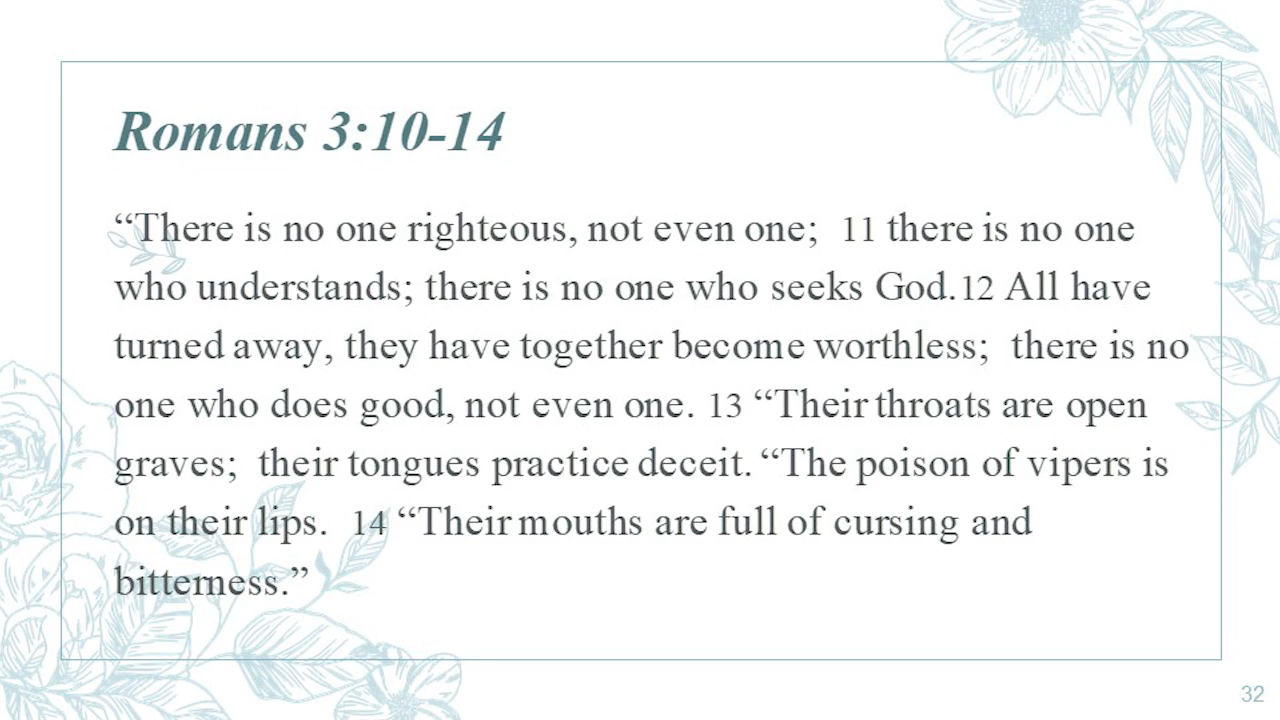 Romans 3:10-14
“There is no one righteous, not even one;  11 there is no one
who understands; there is no one who seeks God.12 All have
turned away, they have together become worthless;  there is no
one who does good, not even one. 13 “Their throats are open
graves;  their tongues practice deceit. “The poison of vipers is
on their lips.  14 “Their mouths are full of cursing and
bitterness.”
32